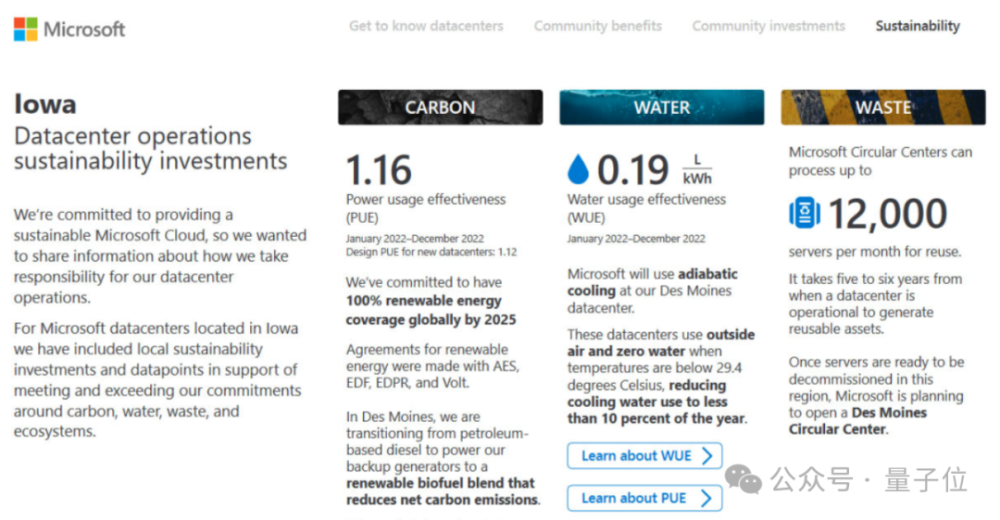 Microsoft
Get to know datacenters
Community benefits
Community investments
Sustainability
Iowa
Datacenter operations
sustainability investments
We're committed to providing a
sustainable Microsoft Cloud, so we wanted
to share information about how we take
responsibility for our datacenter
operations.
For Microsoft datacenters located in Iowa
we have included local sustainability
investments and datapoints in support of
meeting and exceeding our commitments
around carbon, water, waste, and
ecosystems.
CARBON
1.16
Power usage effectiveness
(PUE)
January 2022–December 2022
Design PUE for new datacenters: 1.12
We've committed to have
100% renewable energy
coverage globally by 2025
Agreements for renewable
energy were made with AES,
EDF, EDPR, and Volt.
In Des Moines, we are
transitioning from petroleum-
based diesel to power our
backup generators to a
renewable biofuel blend that
reduces net carbon emissions.
WATER
0.19 L/kWh
Water usage effectiveness
(WUE)
January 2022–December 2022
Microsoft will use adiabatic
cooling at our Des Moines
datacenter.
These datacenters use outside
air and zero water when
temperatures are below 29.4
degrees Celsius, reducing
cooling water use to less
than 10 percent of the year.
Learn about WUE
Learn about PUE
WASTE
Microsoft Circular Centers can
process up to
12,000
servers per month for reuse.
It takes five to six years from
when a datacenter is
operational to generate
reusable assets.
Once servers are ready to be
decommissioned in this
region, Microsoft is planning
to open a Des Moines
Circular Center.
公众号 · 量子位